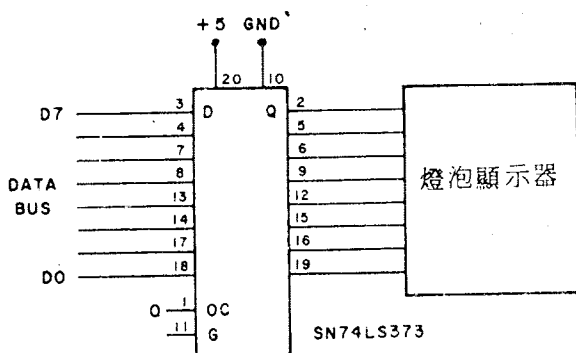 +5 GND
20 10
D7 3 D Q 2
4 5
7 6
DATA 8 9
BUS 13 12
14 15
17 16
D0 18 19
燈泡顯示器
0 1 OC
11 G
SN74LS373